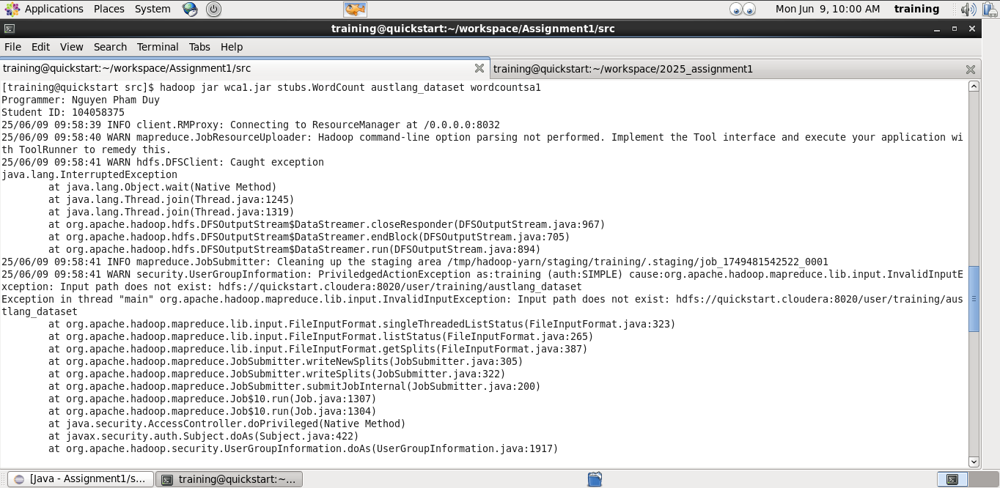 Applications Places System Mon Jun 9, 10:00 AM training
training@quickstart:~/workspace/Assignment1/src
File Edit View Search Terminal Tabs Help
training@quickstart:~/workspace/Assignment1/src training@quickstart:~/workspace/2025_assignment1
[training@quickstart src]$ hadoop jar wca1.jar stubs.WordCount austlang_dataset wordcountsa1
Programmer: Nguyen Pham Duy
Student ID: 104058375
25/06/09 09:58:39 INFO client.RMProxy: Connecting to ResourceManager at /0.0.0.0:8032
25/06/09 09:58:40 WARN mapreduce.JobResourceUploader: Hadoop command-line option parsing not performed. Implement the Tool interface and execute your application wi
th ToolRunner to remedy this.
25/06/09 09:58:41 WARN hdfs.DFSClient: Caught exception
java.lang.InterruptedException
        at java.lang.Object.wait(Native Method)
        at java.lang.Thread.join(Thread.java:1245)
        at java.lang.Thread.join(Thread.java:1319)
        at org.apache.hadoop.hdfs.DFSOutputStream$DataStreamer.closeResponder(DFSOutputStream.java:967)
        at org.apache.hadoop.hdfs.DFSOutputStream$DataStreamer.endBlock(DFSOutputStream.java:705)
        at org.apache.hadoop.hdfs.DFSOutputStream$DataStreamer.run(DFSOutputStream.java:894)
25/06/09 09:58:41 INFO mapreduce.JobSubmitter: Cleaning up the staging area /tmp/hadoop-yarn/staging/training/.staging/job_1749481542522_0001
25/06/09 09:58:41 WARN security.UserGroupInformation: PriviledgedActionException as:training (auth:SIMPLE) cause:org.apache.hadoop.mapreduce.lib.input.InvalidInputE
xception: Input path does not exist: hdfs://quickstart.cloudera:8020/user/training/austlang_dataset
Exception in thread "main" org.apache.hadoop.mapreduce.lib.input.InvalidInputException: Input path does not exist: hdfs://quickstart.cloudera:8020/user/training/aus
tlang_dataset
        at org.apache.hadoop.mapreduce.lib.input.FileInputFormat.singleThreadedListStatus(FileInputFormat.java:323)
        at org.apache.hadoop.mapreduce.lib.input.FileInputFormat.listStatus(FileInputFormat.java:265)
        at org.apache.hadoop.mapreduce.lib.input.FileInputFormat.getSplits(FileInputFormat.java:387)
        at org.apache.hadoop.mapreduce.JobSubmitter.writeNewSplits(JobSubmitter.java:305)
        at org.apache.hadoop.mapreduce.JobSubmitter.writeSplits(JobSubmitter.java:322)
        at org.apache.hadoop.mapreduce.JobSubmitter.submitJobInternal(JobSubmitter.java:200)
        at org.apache.hadoop.mapreduce.Job$10.run(Job.java:1307)
        at org.apache.hadoop.mapreduce.Job$10.run(Job.java:1304)
        at java.security.AccessController.doPrivileged(Native Method)
        at javax.security.auth.Subject.doAs(Subject.java:422)
        at org.apache.hadoop.security.UserGroupInformation.doAs(UserGroupInformation.java:1917)
[Java - Assignment1/s... training@quickstart:~...